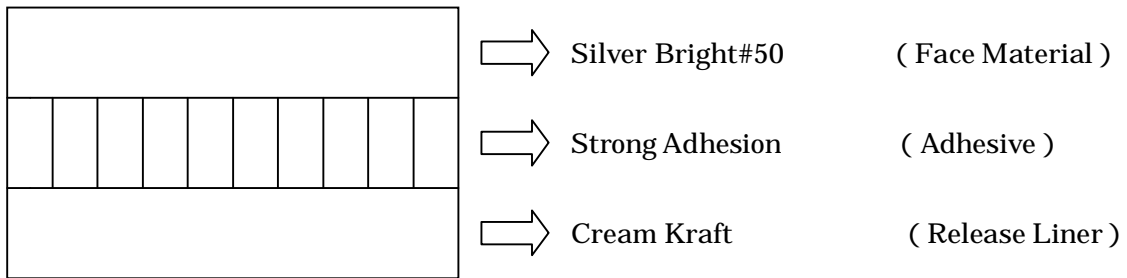 Silver Bright#50 ( Face Material )
Strong Adhesion ( Adhesive )
Cream Kraft ( Release Liner )